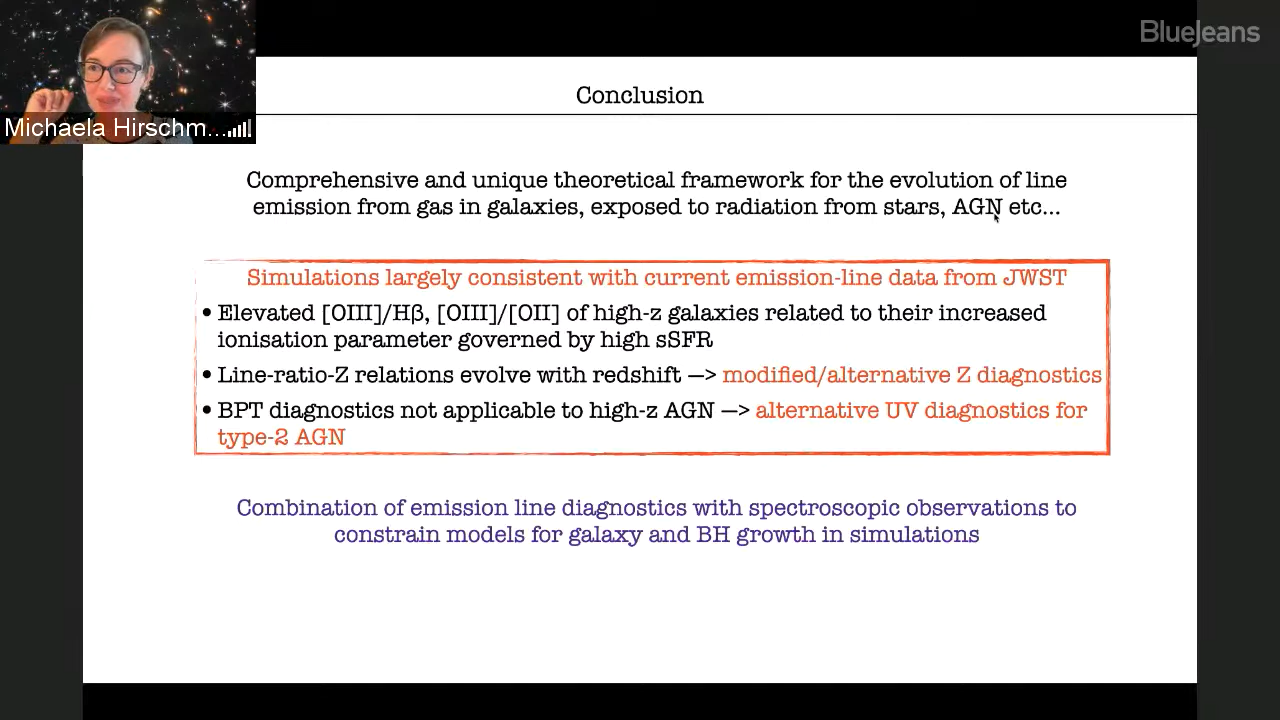 BlueJeans
Michaela Hirschm...
Conclusion
Comprehensive and unique theoretical framework for the evolution of line
emission from gas in galaxies, exposed to radiation from stars, AGN etc...
Simulations largely consistent with current emission-line data from JWST
• Elevated [OIII]/Hβ, [OIII]/[OII] of high-z galaxies related to their increased
ionisation parameter governed by high sSFR
• Line-ratio-Z relations evolve with redshift —> modified/alternative Z diagnostics
• BPT diagnostics not applicable to high-z AGN —> alternative UV diagnostics for
type-2 AGN
Combination of emission line diagnostics with spectroscopic observations to
constrain models for galaxy and BH growth in simulations